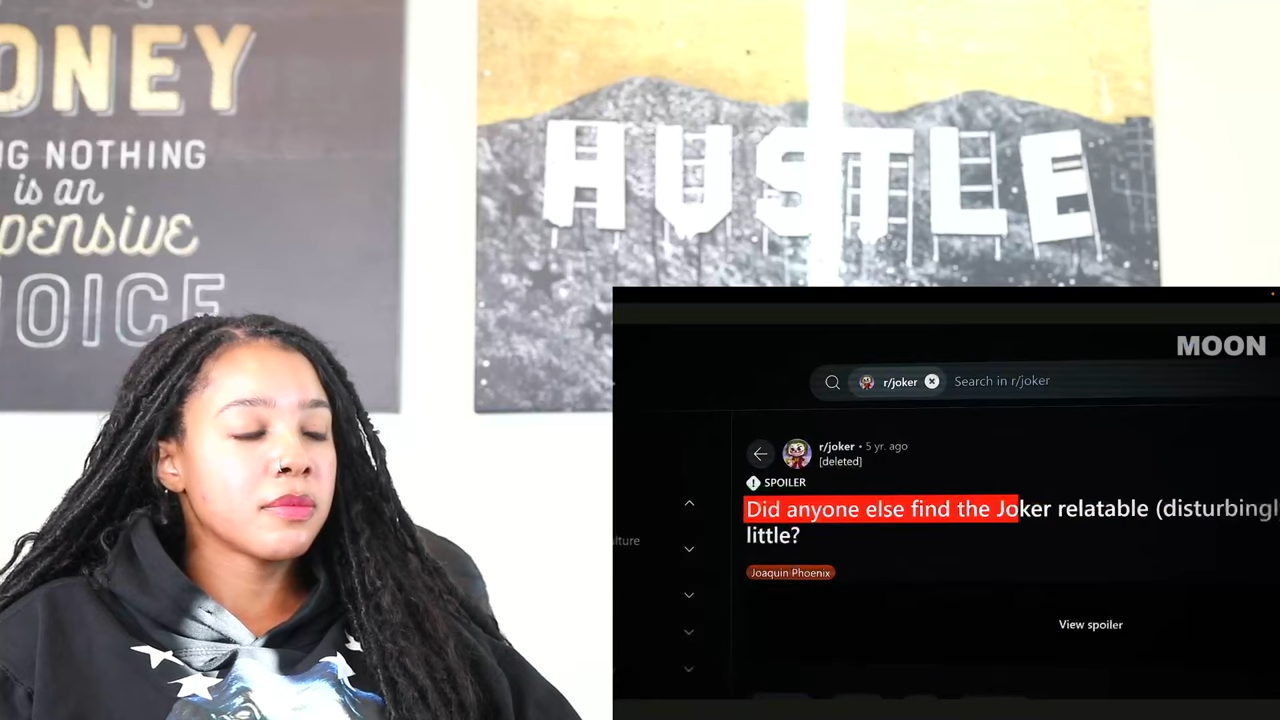 ONEY
NG NOTHING
is an
pensive
OICE
HUSTLE
MOON
r/joker
Search in r/joker
r/joker • 5 yr. ago
[deleted]
SPOILER
Did anyone else find the Joker relatable (disturbingl
little?
lture
Joaquin Phoenix
View spoiler